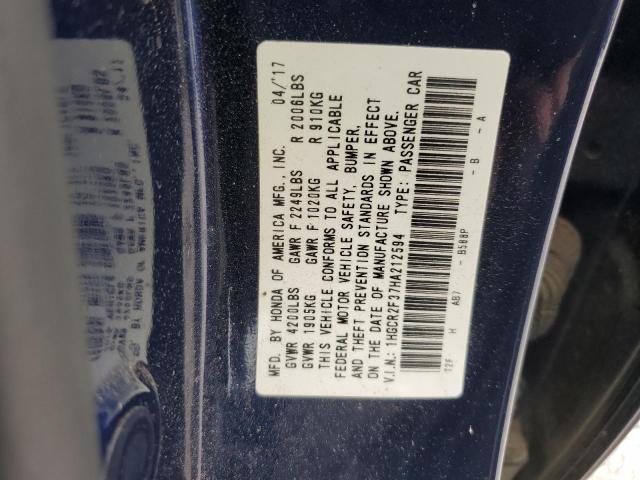 MFD. BY HONDA OF AMERICA MFG., INC. 04/17
GVWR 4200LBS GAWR F 2249LBS R 2006LBS
GVWR 1905KG GAWR F 1020KG R 910KG
THIS VEHICLE CONFORMS TO ALL APPLICABLE
FEDERAL MOTOR VEHICLE SAFETY, BUMPER,
AND THEFT PREVENTION STANDARDS IN EFFECT
ON THE DATE OF MANUFACTURE SHOWN ABOVE.
V.I.N.: 1HGCR2F37HA212594 TYPE: PASSENGER CAR
T2F H AB7 - B588P - B - A